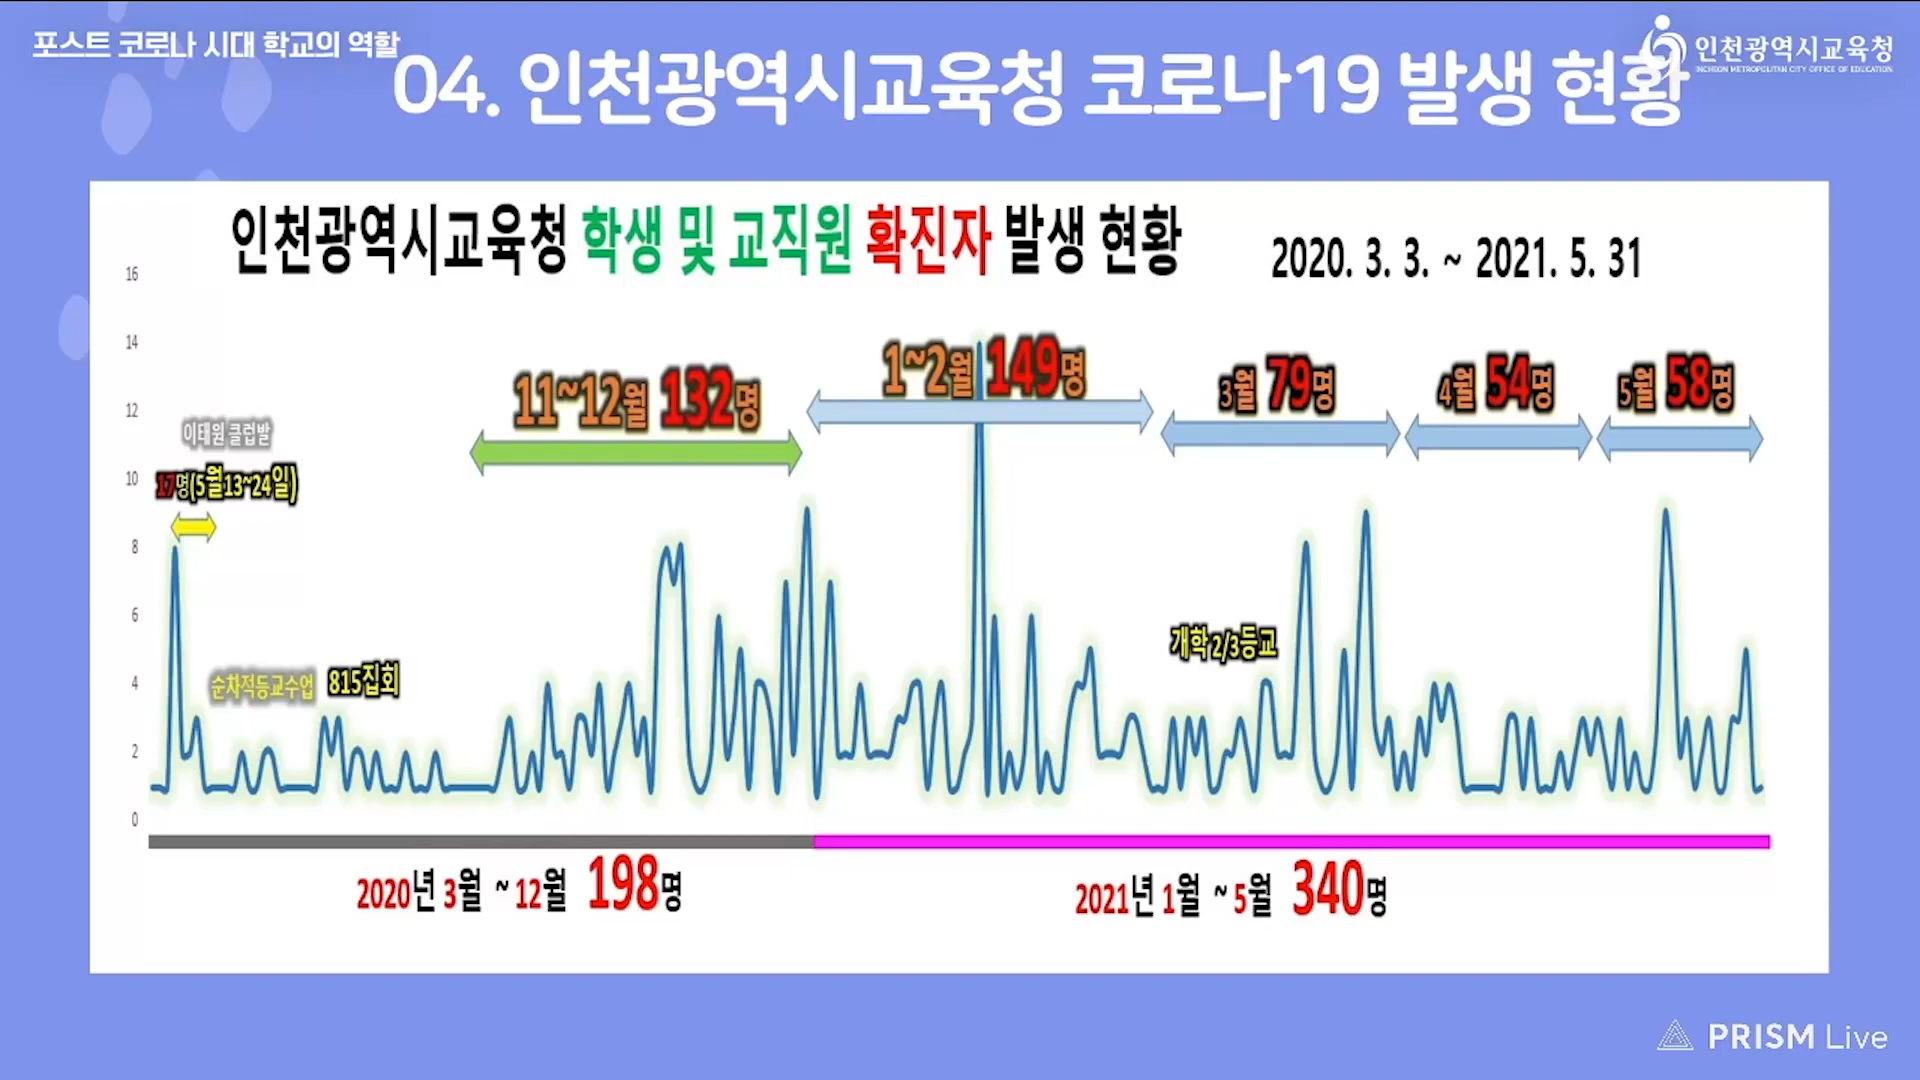 포스트 코로나 시대 학교의 역할
인천광역시교육청
INCHEON METROPOLITAN CITY OFFICE OF EDUCATION
04. 인천광역시교육청 코로나19 발생 현황
인천광역시교육청 학생 및 교직원 확진자 발생 현황
2020. 3. 3. ~ 2021. 5. 31
16
14
12
10
8
6
4
2
0
이태원 클럽발
17명(5월13~24일)
순차적등교수업
815집회
11~12월 132명
1~2월 149명
3월 79명
4월 54명
5월 58명
개학 2/3등교
2020년 3월 ~ 12월 198명
2021년 1월 ~ 5월 340명
PRISM Live